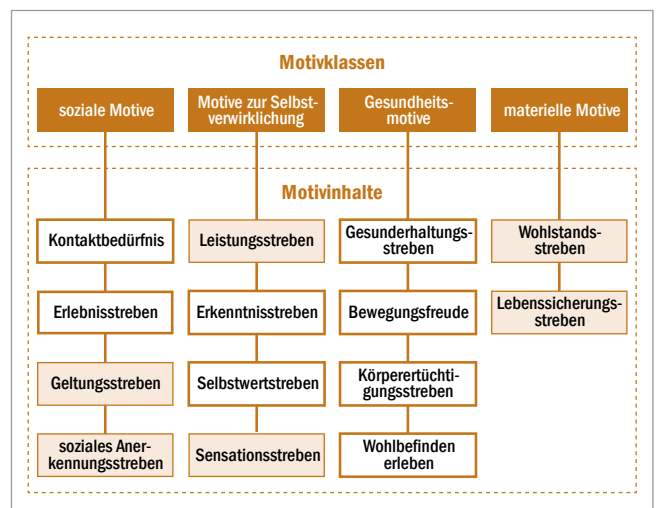 Motivklassen
soziale Motive
Motive zur Selbst-
verwirklichung
Gesundheits-
motive
materielle Motive
Motivinhalte
Kontaktbedürfnis
Erlebnisstreben
Geltungsstreben
soziales Aner-
kennungsstreben
Leistungsstreben
Erkenntnisstreben
Selbstwertstreben
Sensationsstreben
Gesunderhaltungs-
streben
Bewegungsfreude
Körperertüchti-
gungsstreben
Wohlbefinden
erleben
Wohlstands-
streben
Lebenssicherungs-
streben